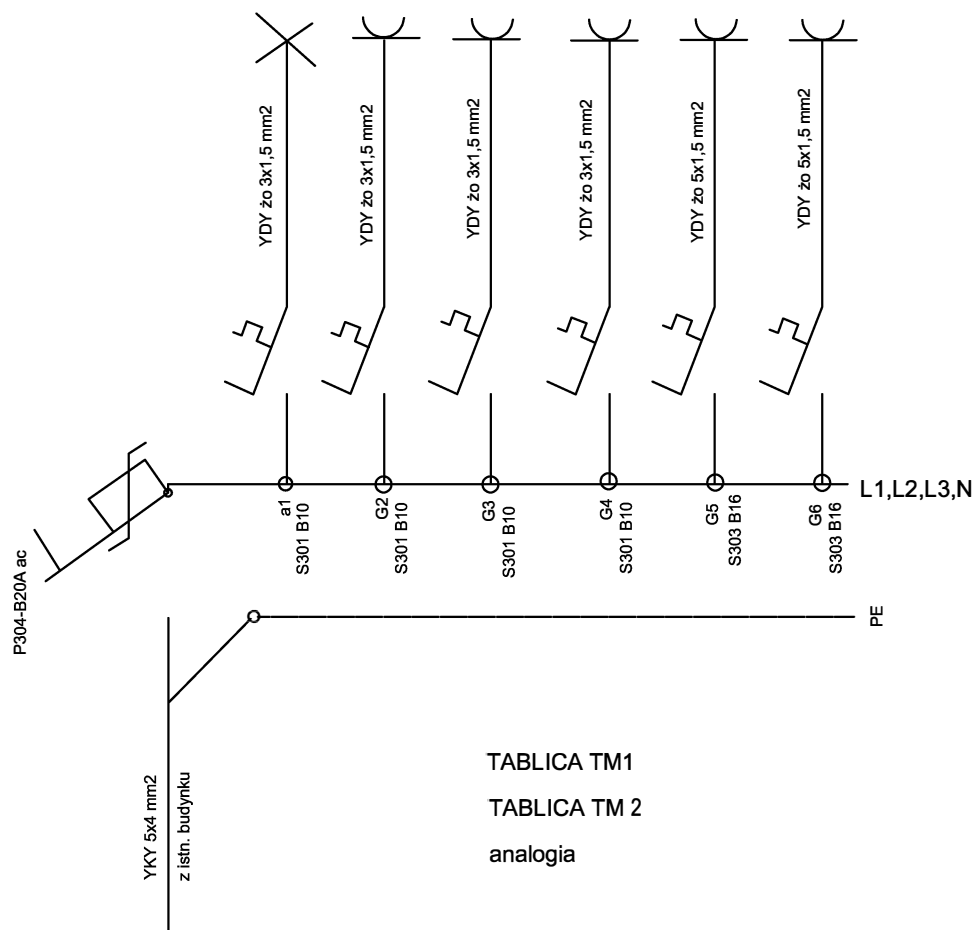 YDY żo 3x1,5 mm2
YDY żo 3x1,5 mm2
YDY żo 3x1,5 mm2
YDY żo 3x1,5 mm2
YDY żo 5x1,5 mm2
YDY żo 5x1,5 mm2
L1,L2,L3,N
a1
S301 B10
G2
S301 B10
G3
S301 B10
G4
S301 B10
G5
S303 B16
G6
S303 B16
P304-B20A ac
PE
YKY 5x4 mm2
z istn. budynku
TABLICA TM1
TABLICA TM 2
analogia